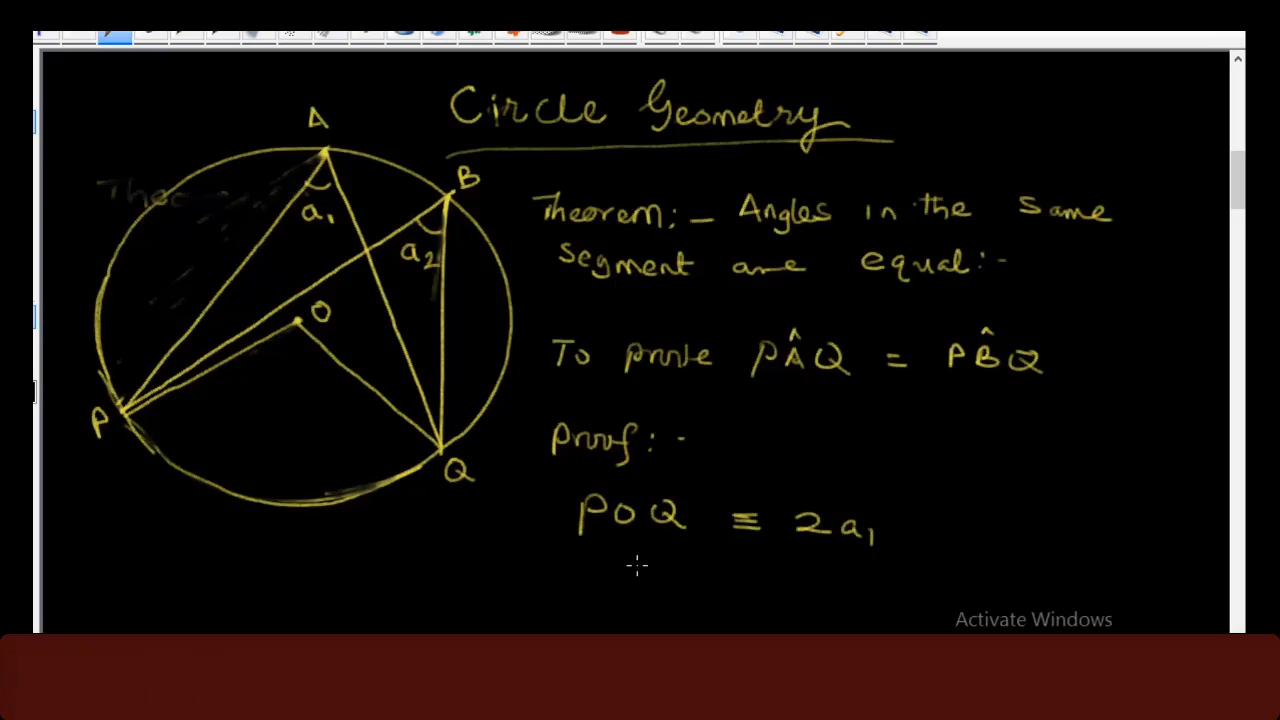 Circle Geometry
A
B
a1
a2
O
P
Q
Theorem:- Angles in the same
segment are equal:-
To prove PÂQ = PB̂Q
Proof:-
POQ ≡ 2a1
Activate Windows